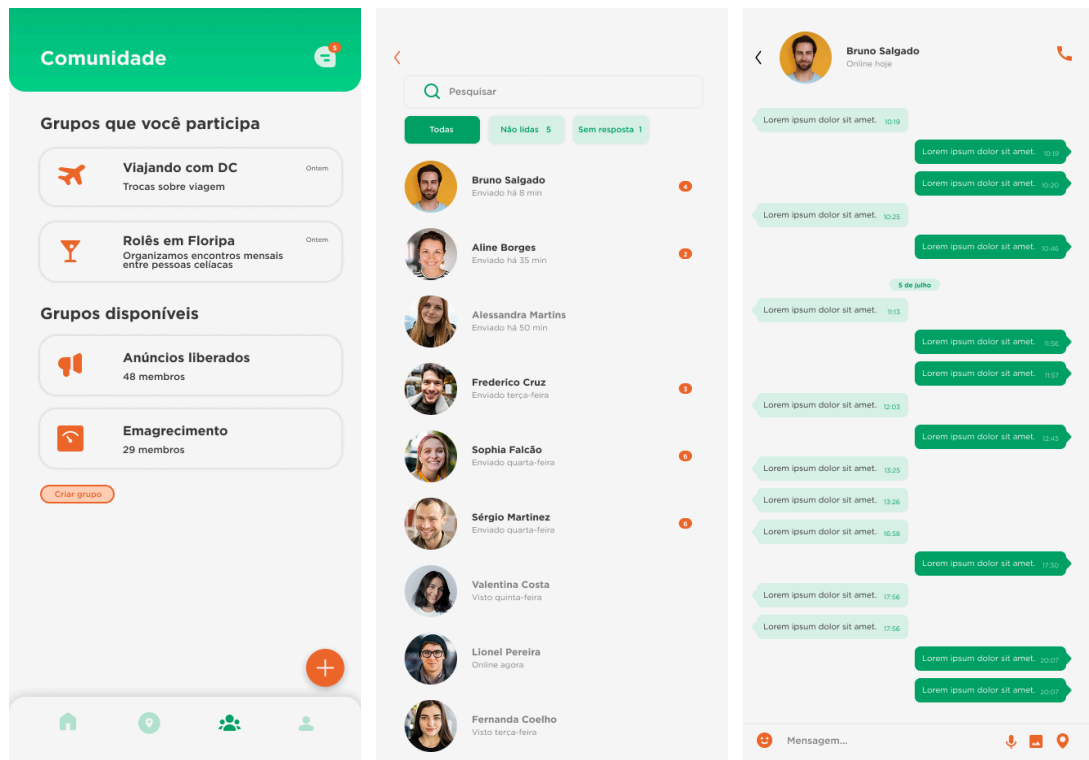 Comunidade
5
Grupos que você participa
Viajando com DC
Ontem
Trocas sobre viagem
Rolês em Floripa
Ontem
Organizamos encontros mensais
entre pessoas celíacas
Grupos disponíveis
Anúncios liberados
48 membros
Emagrecimento
29 membros
Criar grupo
Pesquisar
Todas
Não lidas 5
Sem resposta 1
Bruno Salgado
Enviado há 8 min
4
Aline Borges
Enviado há 35 min
2
Alessandra Martins
Enviado há 50 min
Frederico Cruz
Enviado terça-feira
3
Sophia Falcão
Enviado quarta-feira
6
Sérgio Martinez
Enviado quarta-feira
6
Valentina Costa
Visto quinta-feira
Lionel Pereira
Online agora
Fernanda Coelho
Visto terça-feira
Bruno Salgado
Online hoje
Lorem ipsum dolor sit amet. 10:19
Lorem ipsum dolor sit amet. 10:19
Lorem ipsum dolor sit amet. 10:20
Lorem ipsum dolor sit amet. 10:25
Lorem ipsum dolor sit amet. 10:46
5 de julho
Lorem ipsum dolor sit amet. 11:13
Lorem ipsum dolor sit amet. 11:56
Lorem ipsum dolor sit amet. 11:57
Lorem ipsum dolor sit amet. 12:03
Lorem ipsum dolor sit amet. 12:45
Lorem ipsum dolor sit amet. 13:25
Lorem ipsum dolor sit amet. 13:26
Lorem ipsum dolor sit amet. 16:58
Lorem ipsum dolor sit amet. 17:30
Lorem ipsum dolor sit amet. 17:56
Lorem ipsum dolor sit amet. 17:56
Lorem ipsum dolor sit amet. 20:07
Lorem ipsum dolor sit amet. 20:07
Mensagem...